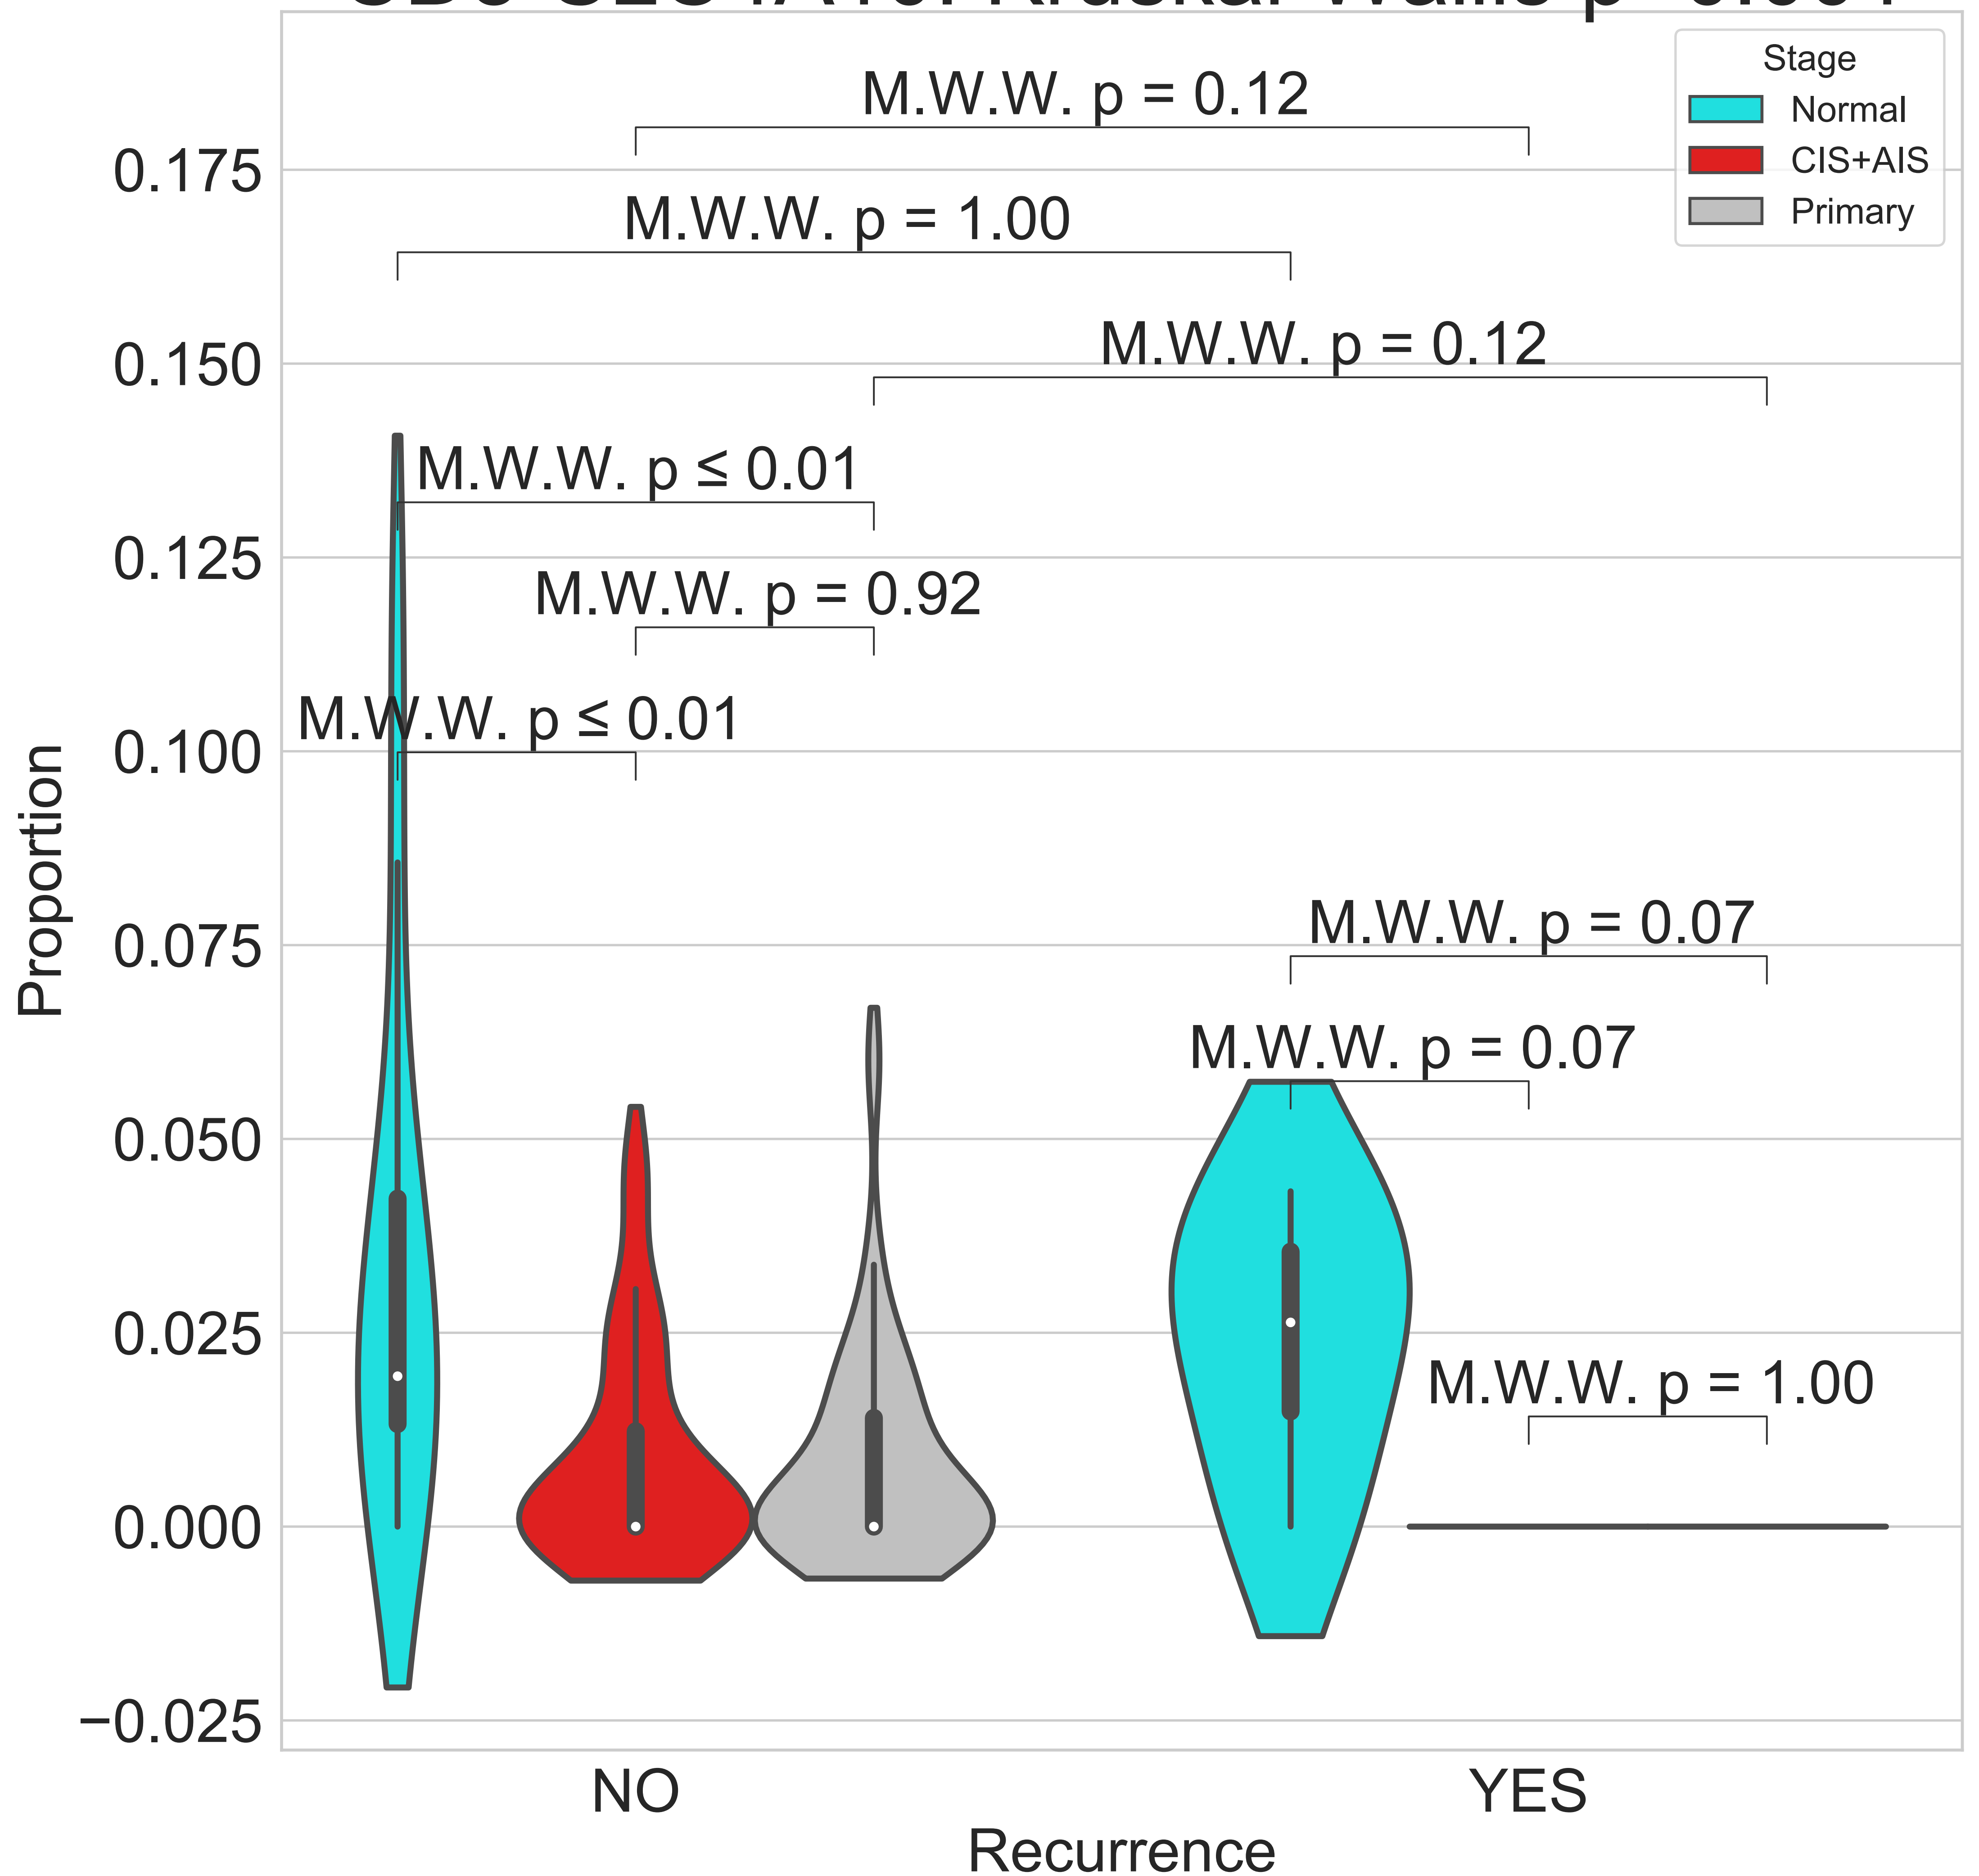 Stage
Normal
CIS+AIS
Primary
M.W.W. p = 0.12
M.W.W. p = 1.00
M.W.W. p = 0.12
M.W.W. p ≤ 0.01
M.W.W. p = 0.92
M.W.W. p ≤ 0.01
M.W.W. p = 0.07
M.W.W. p = 0.07
M.W.W. p = 1.00
0.175
0.150
0.125
0.100
0.075
0.050
0.025
0.000
−0.025
Proportion
NO
YES
Recurrence